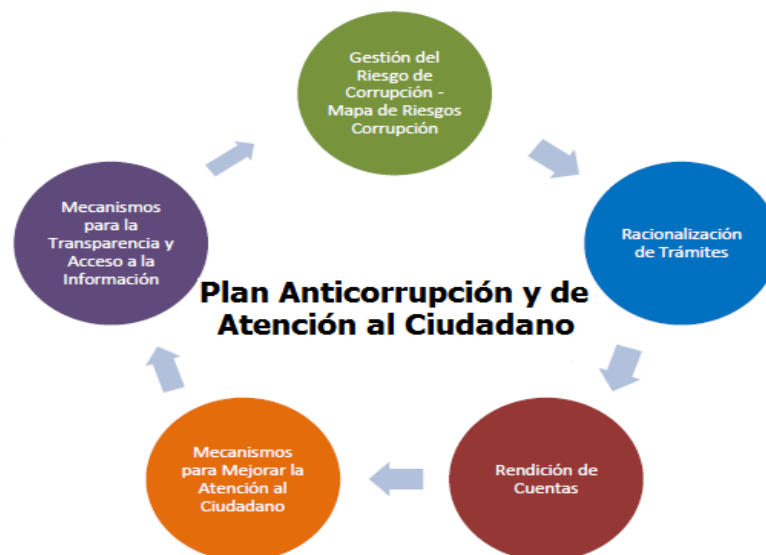 Gestión del
Riesgo de
Corrupción -
Mapa de Riesgos
Corrupción
Racionalización
de Trámites
Rendición de
Cuentas
Mecanismos
para Mejorar la
Atención al
Ciudadano
Mecanismos
para la
Transparencia y
Acceso a la
Información
Plan Anticorrupción y de
Atención al Ciudadano